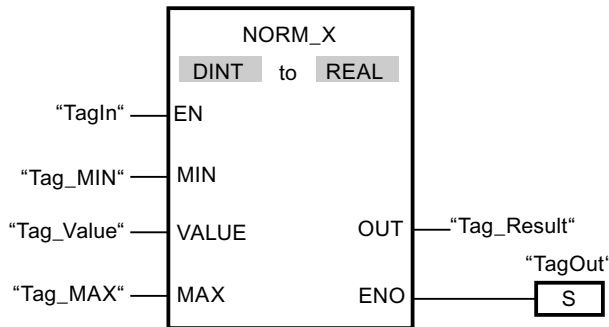 NORM_X
DINT to REAL
“TagIn“ EN
“Tag_MIN“ MIN
“Tag_Value“ VALUE OUT “Tag_Result“
“TagOut“
“Tag_MAX“ MAX ENO S